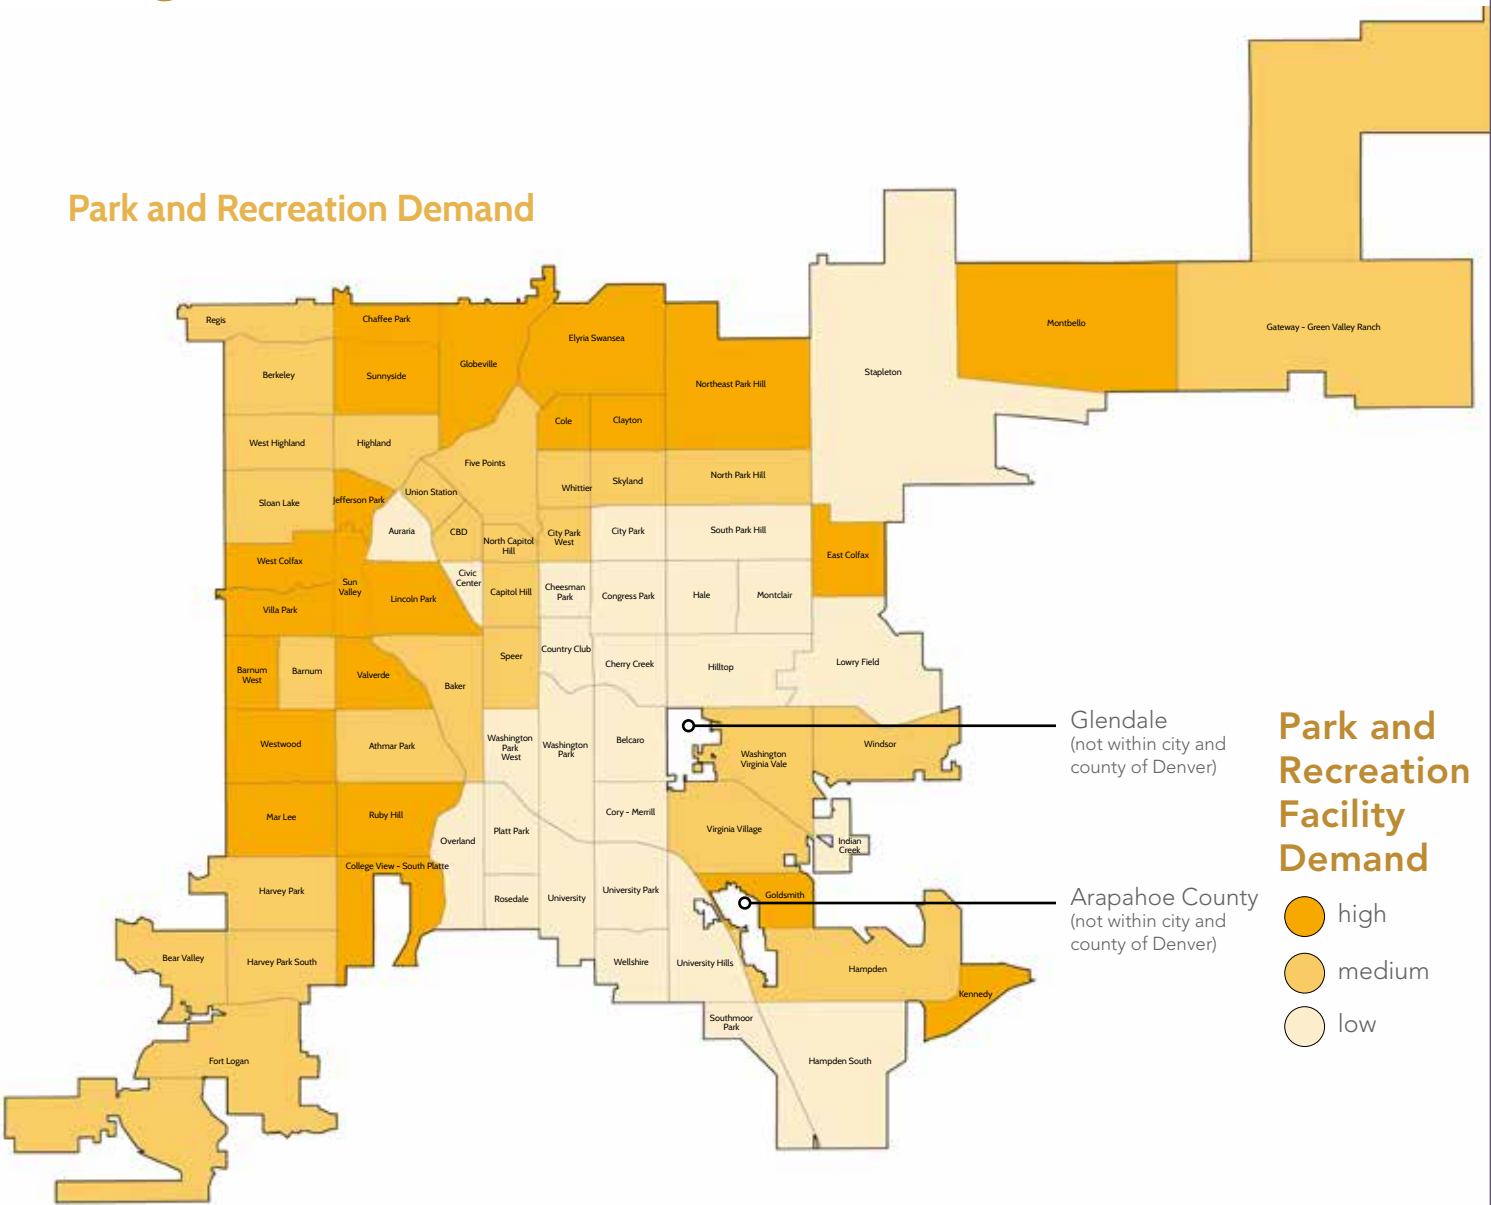 Park and Recreation Demand
Regis
Chaffee Park
Globeville
Elyria Swansea
Northeast Park Hill
Stapleton
Montbello
Gateway - Green Valley Ranch
Berkeley
Sunnyside
West Highland
Highland
Cole
Clayton
Five Points
Sloan Lake
Jefferson Park
Union Station
Whittier
Skyland
North Park Hill
Auraria
CBD
North Capitol
Hill
City Park
West
City Park
South Park Hill
East Colfax
West Colfax
Sun
Valley
Villa Park
Lincoln Park
Civic
Center
Capitol Hill
Cheesman
Park
Congress Park
Hale
Montclair
Barnum
West
Barnum
Valverde
Baker
Speer
Country Club
Cherry Creek
Hilltop
Lowry Field
Westwood
Athmar Park
Washington
Park
West
Washington
Park
Belcaro
Washington
Virginia Vale
Windsor
Glendale
(not within city and
county of Denver)
Mar Lee
Ruby Hill
Overland
Platt Park
Cory - Merrill
Virginia Village
Indian
Creek
College View - South Platte
Harvey Park
Rosedale
University
University Park
Goldsmith
Arapahoe County
(not within city and
county of Denver)
Bear Valley
Harvey Park South
Wellshire
University Hills
Hampden
Kennedy
Southmoor
Park
Hampden South
Fort Logan
Park and
Recreation
Facility
Demand
high
medium
low